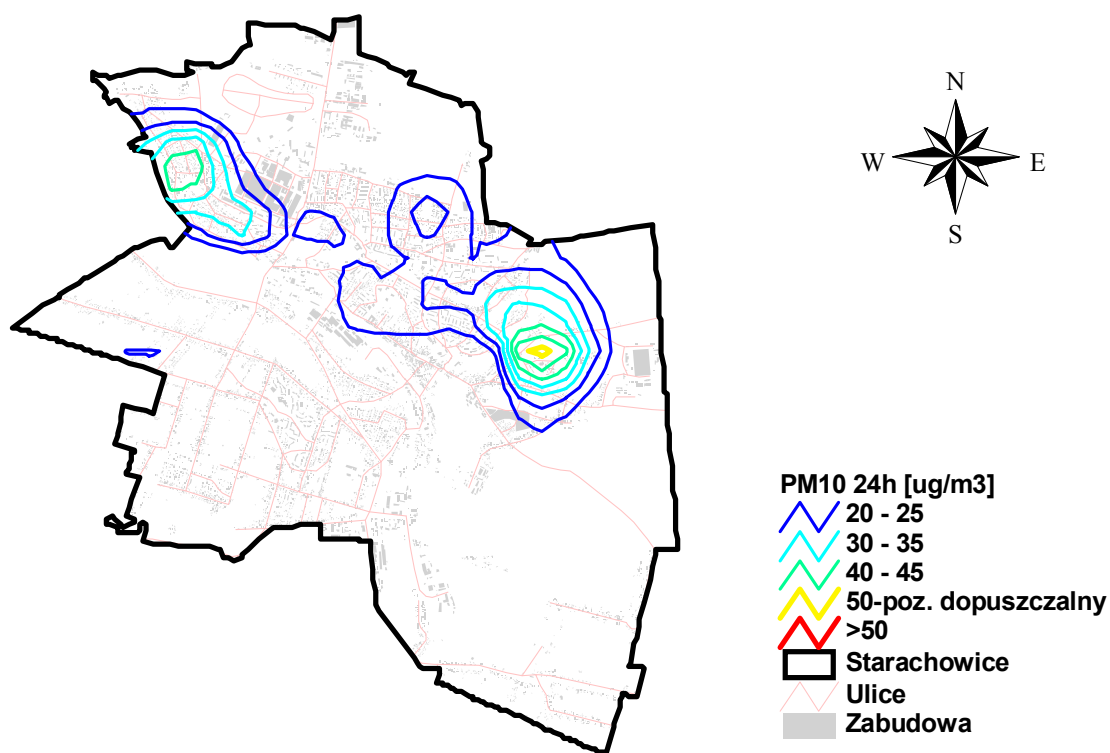 N
W
E
S
PM10 24h [ug/m3]
20 - 25
30 - 35
40 - 45
50-poz. dopuszczalny
>50
Starachowice
Ulice
Zabudowa